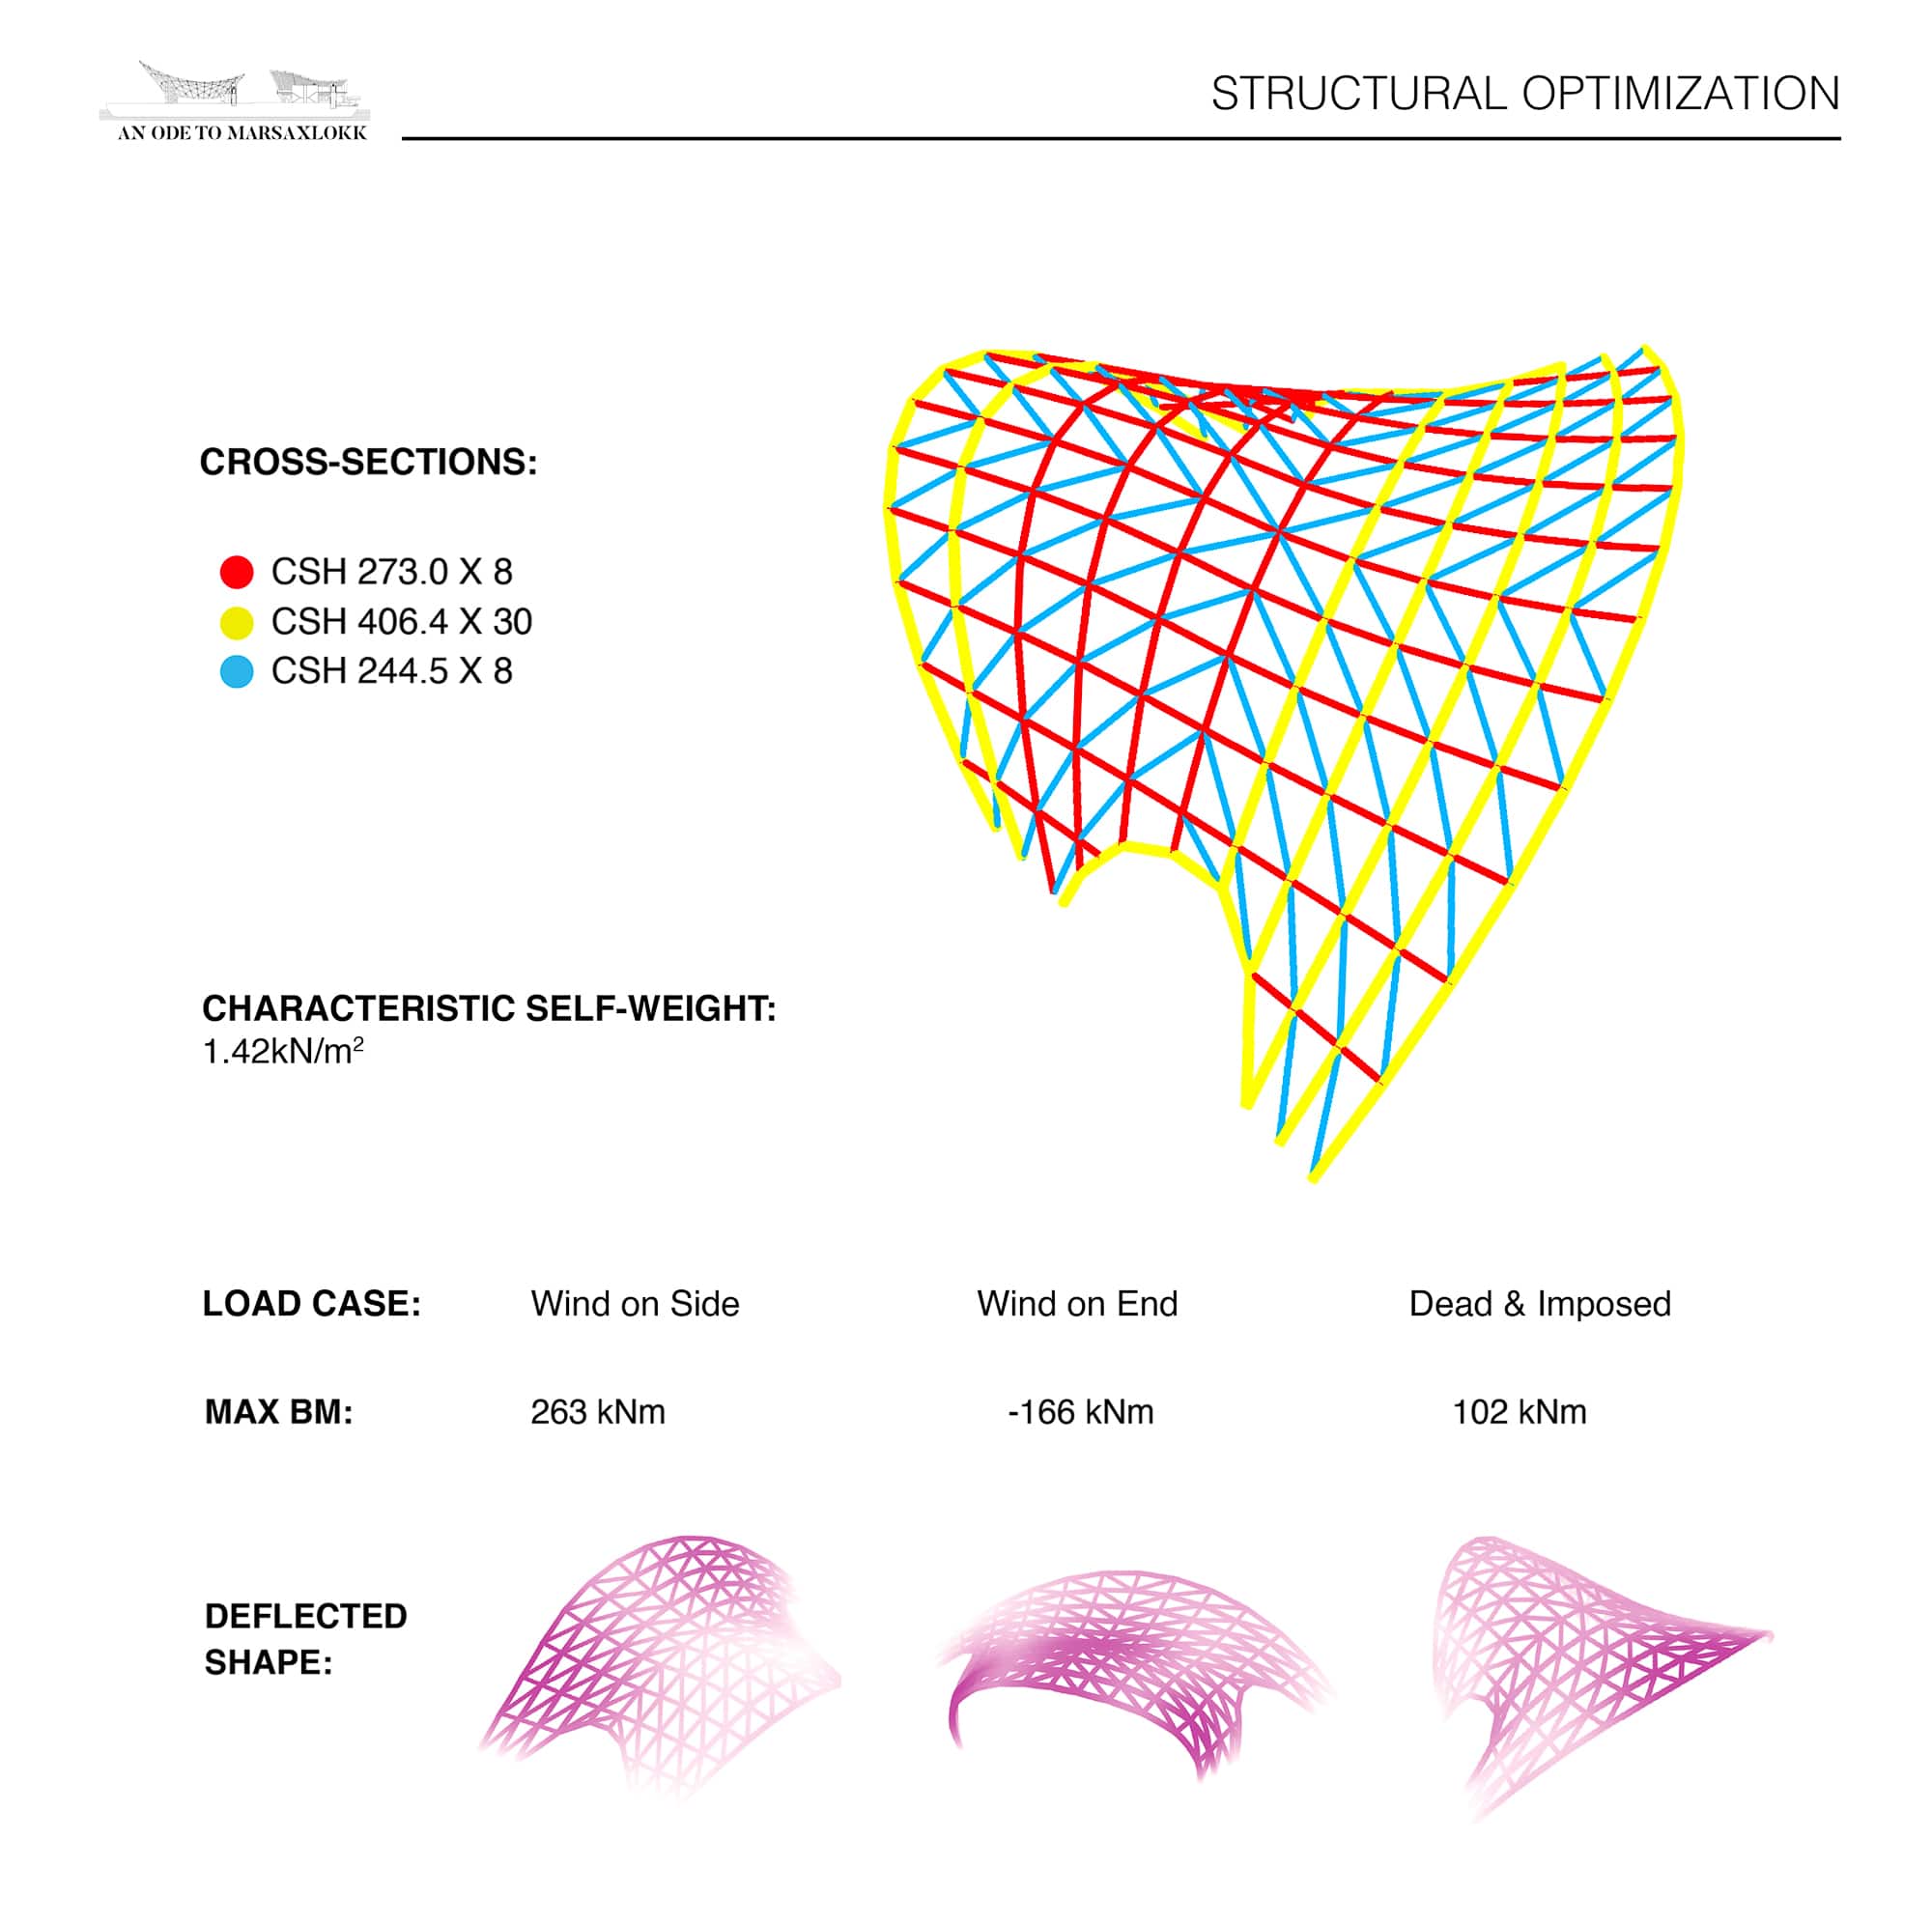 AN ODE TO MARSAXLOKK
STRUCTURAL OPTIMIZATION
CROSS-SECTIONS:
CSH 273.0 X 8
CSH 406.4 X 30
CSH 244.5 X 8
CHARACTERISTIC SELF-WEIGHT:
1.42kN/m²
LOAD CASE: Wind on Side Wind on End Dead & Imposed
MAX BM: 263 kNm -166 kNm 102 kNm
DEFLECTED
SHAPE: